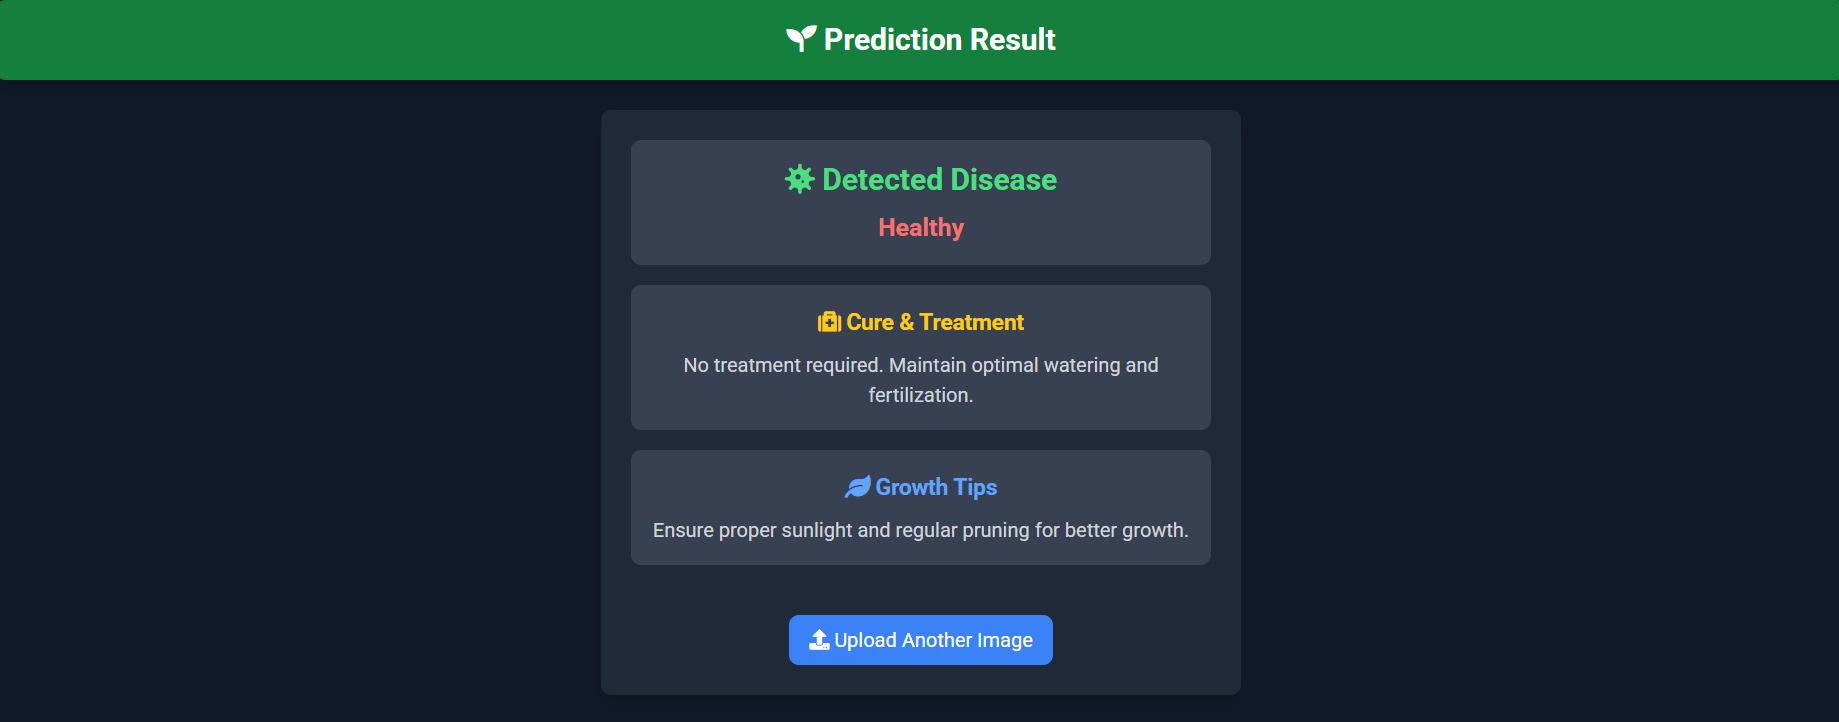 Prediction Result
Detected Disease
Healthy
Cure & Treatment
No treatment required. Maintain optimal watering and
fertilization.
Growth Tips
Ensure proper sunlight and regular pruning for better growth.
Upload Another Image